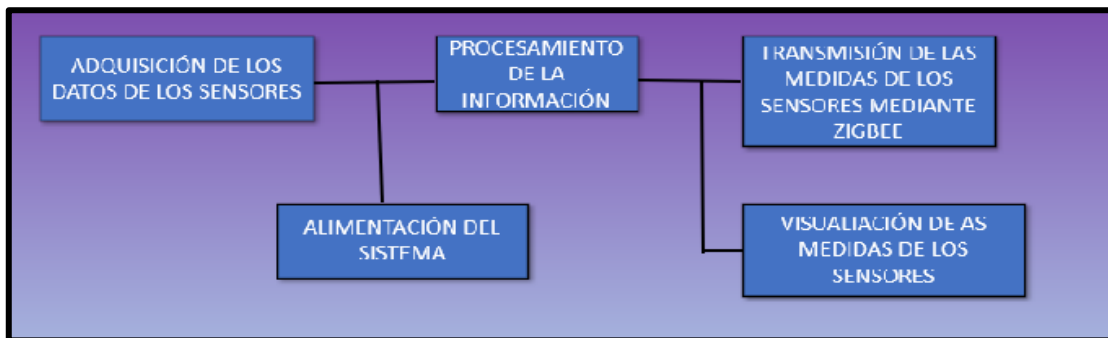 ADQUISICIÓN DE LOS
DATOS DE LOS SENSORES
PROCESAMIENTO
DE LA
INFORMACIÓN
TRANSMISIÓN DE LAS
MEDIDAS DE LOS
SENSORES MEDIANTE
ZIGBEE
ALIMENTACIÓN DEL
SISTEMA
VISUALIACIÓN DE AS
MEDIDAS DE LOS
SENSORES